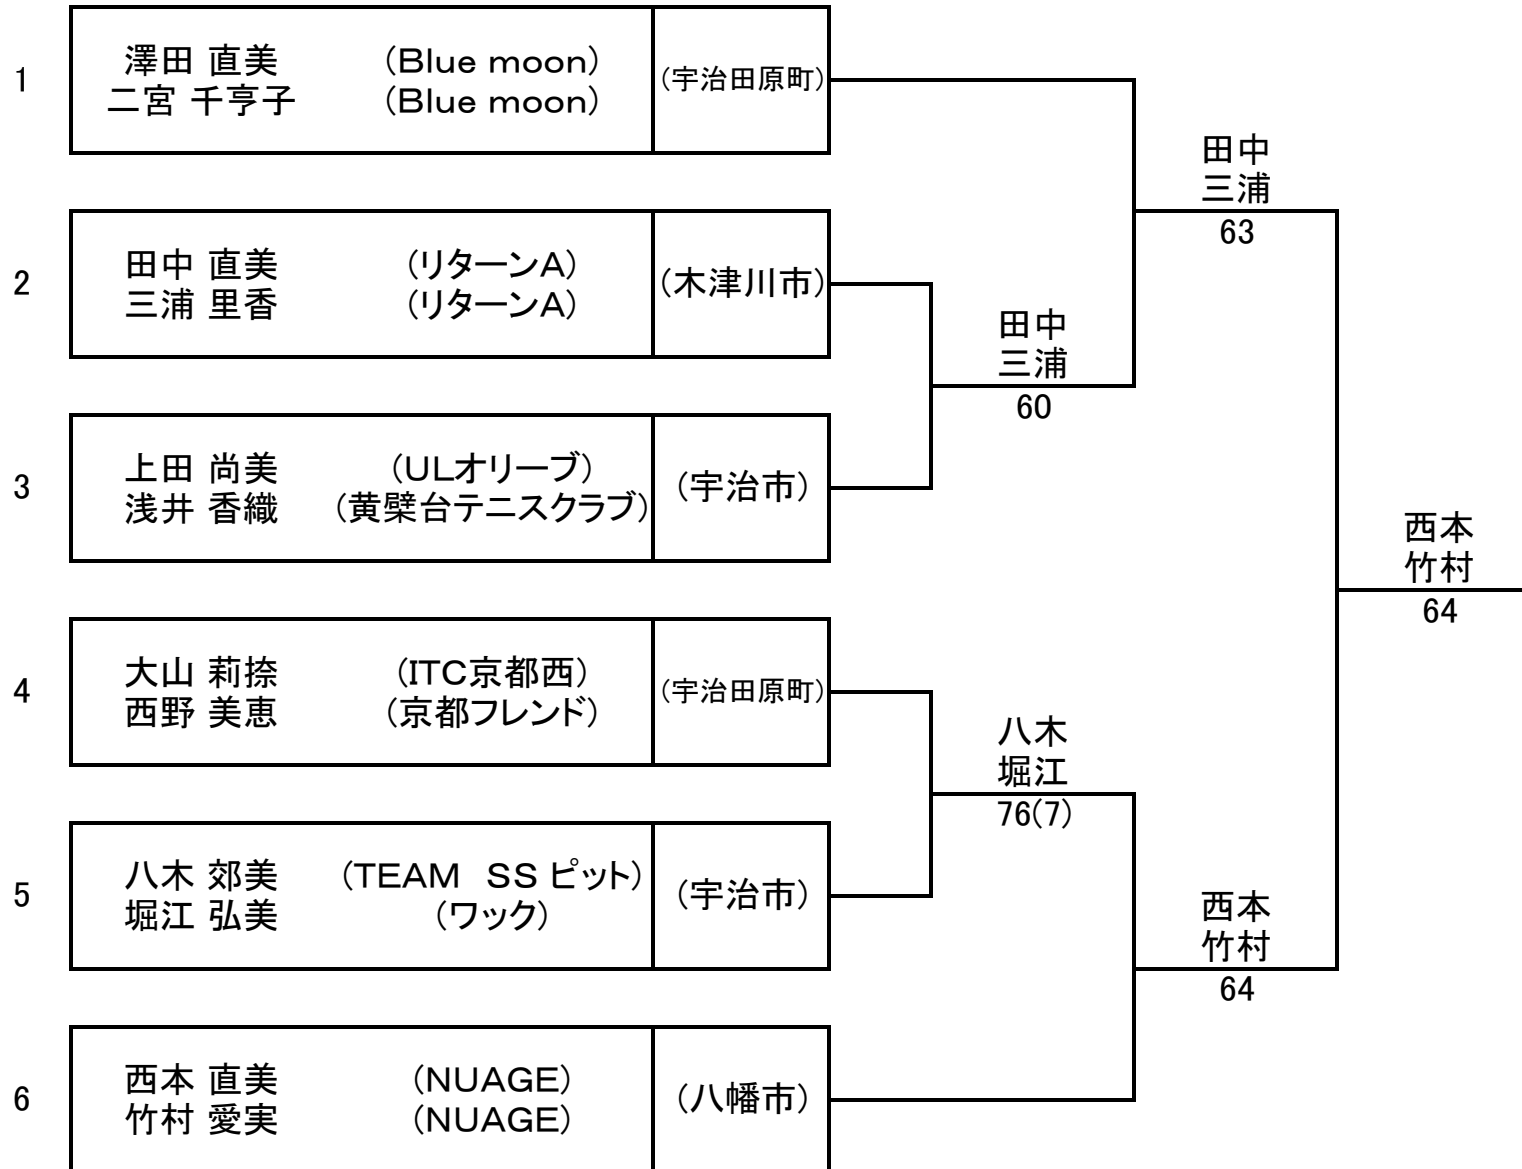 1
澤田 直美 (Blue moon)
二宮 千亨子 (Blue moon)
(宇治田原町)
田中
三浦
63
2
田中 直美 (リターンA)
三浦 里香 (リターンA)
(木津川市)
田中
三浦
60
3
上田 尚美 (ULオリーブ)
浅井 香織 (黄檗台テニスクラブ)
(宇治市)
西本
竹村
64
4
大山 莉捺 (ITC京都西)
西野 美恵 (京都フレンド)
(宇治田原町)
八木
堀江
76(7)
5
八木 郊美 (TEAM SS ピット)
堀江 弘美 (ワック)
(宇治市)
西本
竹村
64
6
西本 直美 (NUAGE)
竹村 愛実 (NUAGE)
(八幡市)